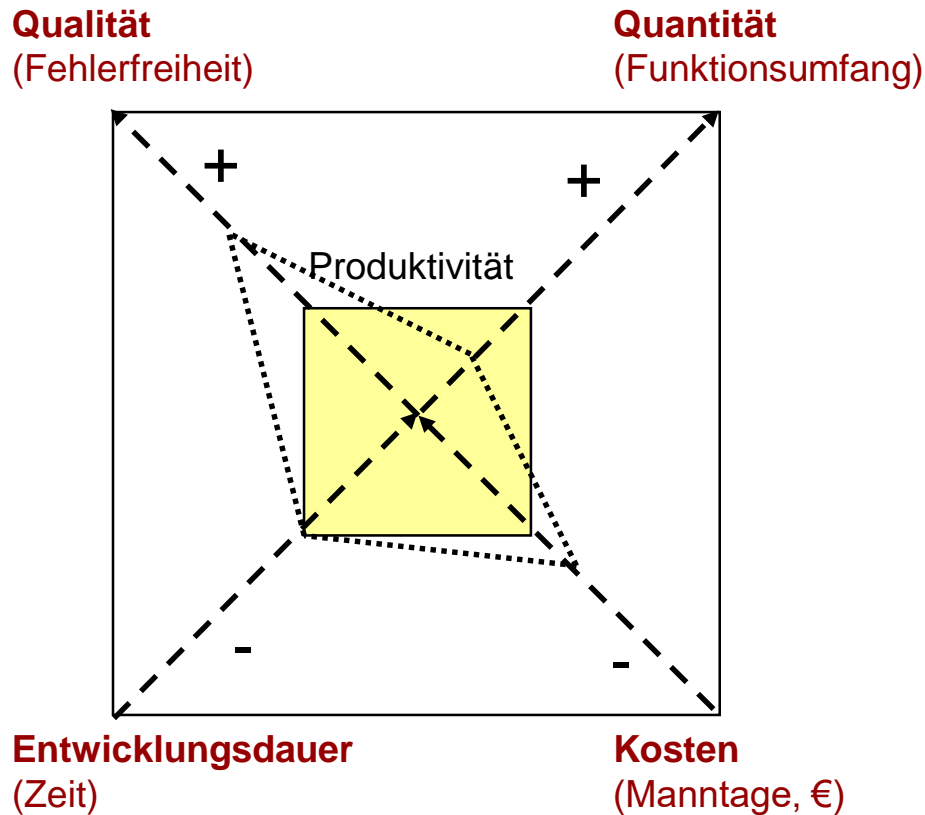 Qualität
(Fehlerfreiheit)
Quantität
(Funktionsumfang)
+
+
Produktivität
-
-
Entwicklungsdauer
(Zeit)
Kosten
(Manntage, €)